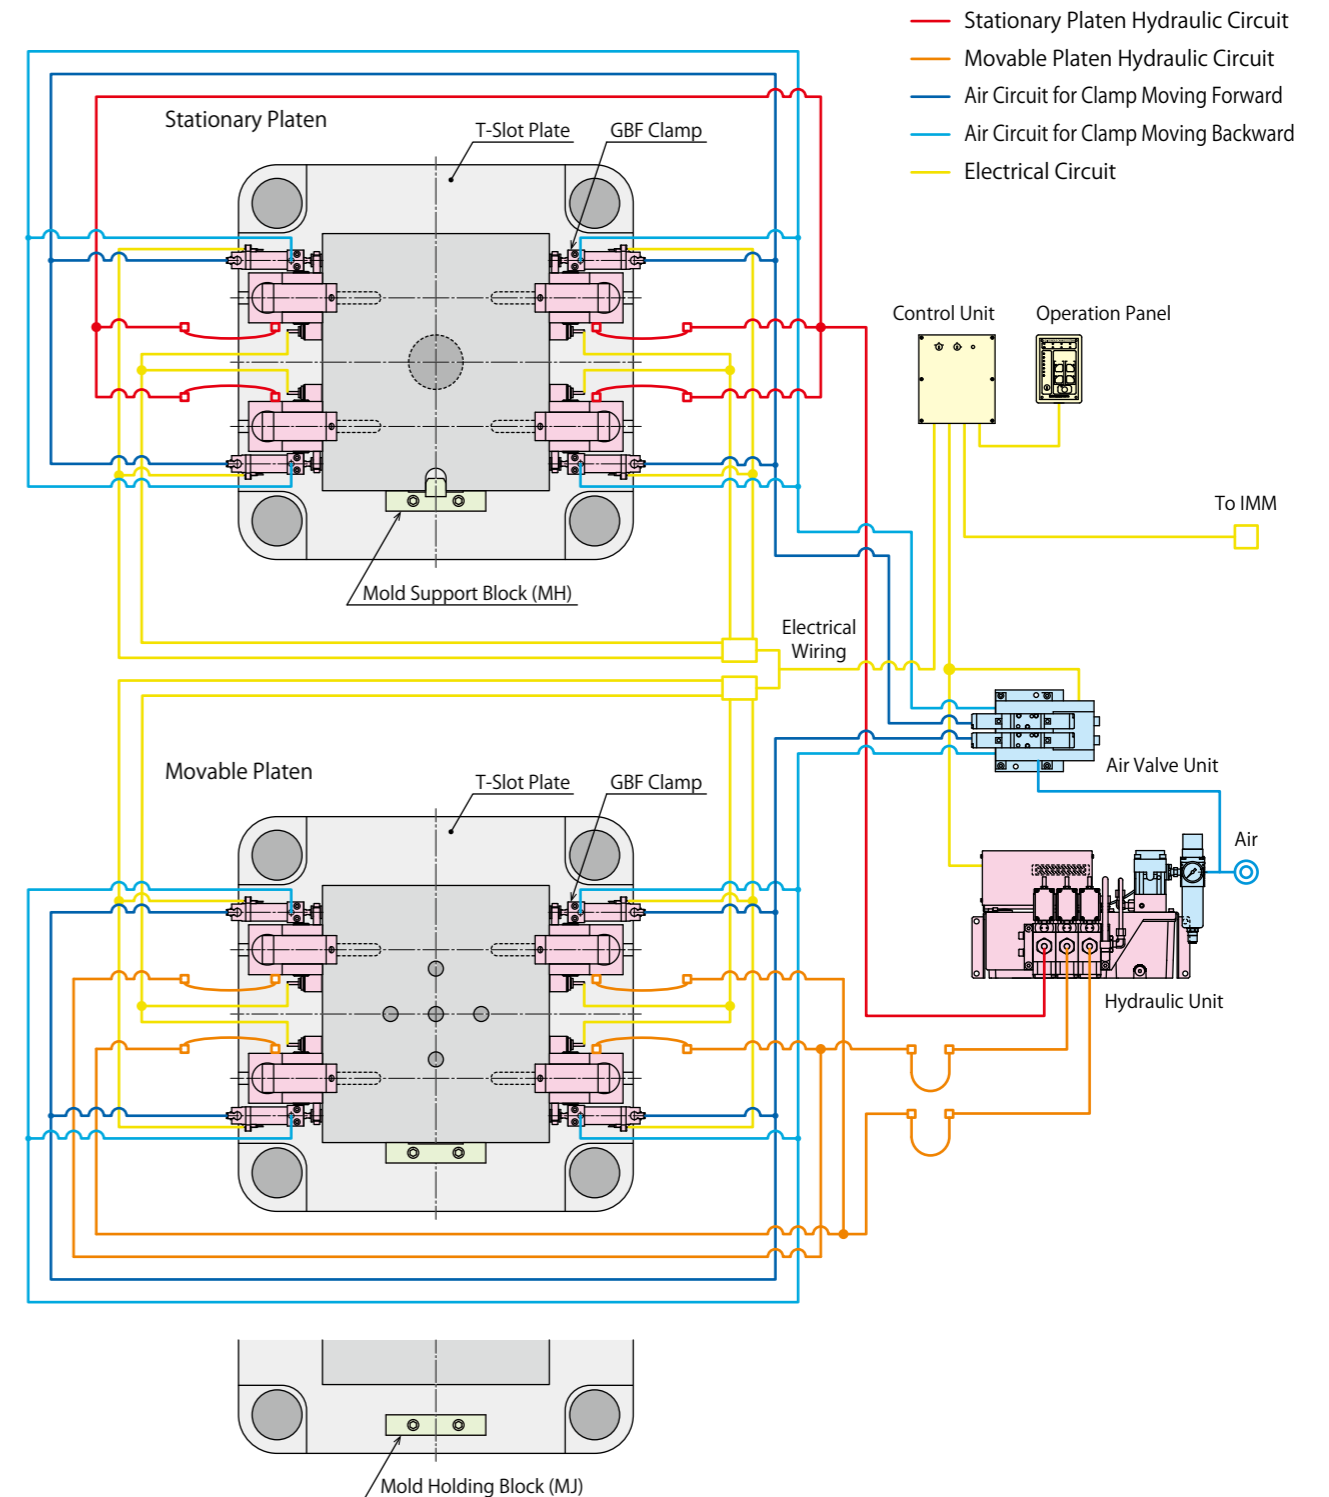 Stationary Platen Hydraulic Circuit
Movable Platen Hydraulic Circuit
Air Circuit for Clamp Moving Forward
Air Circuit for Clamp Moving Backward
Electrical Circuit
Stationary Platen
T-Slot Plate
GBF Clamp
Control Unit
Operation Panel
To IMM
Mold Support Block (MH)
Electrical
Wiring
Air Valve Unit
Movable Platen
T-Slot Plate
GBF Clamp
Air
Hydraulic Unit
Mold Holding Block (MJ)